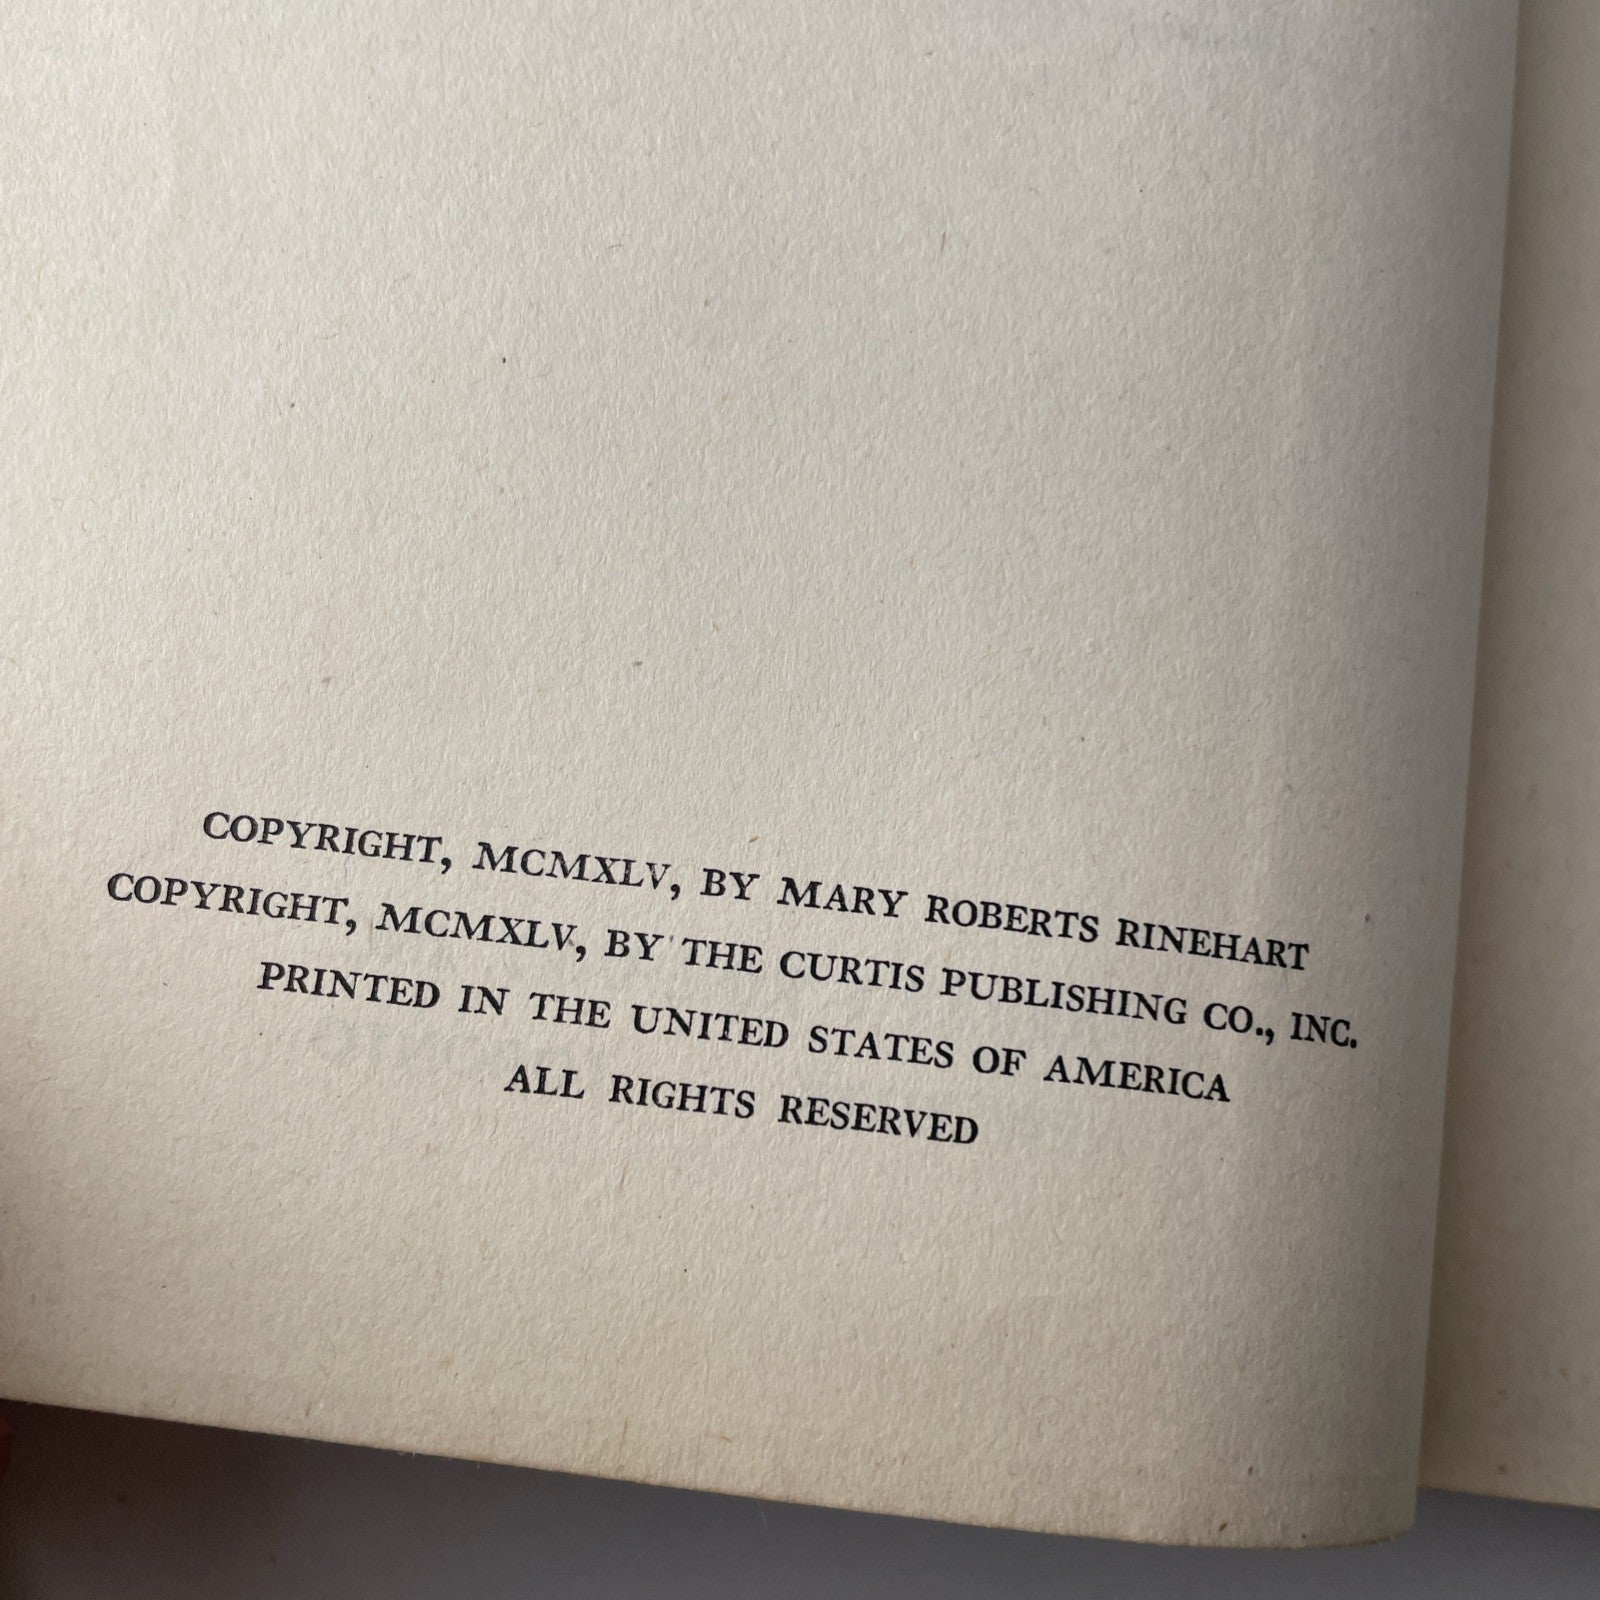 COPYRIGHT, MCMXLV, BY MARY ROBERTS RINEHART
COPYRIGHT, MCMXLV, BY THE CURTIS PUBLISHING CO., INC.
PRINTED IN THE UNITED STATES OF AMERICA
ALL RIGHTS RESERVED